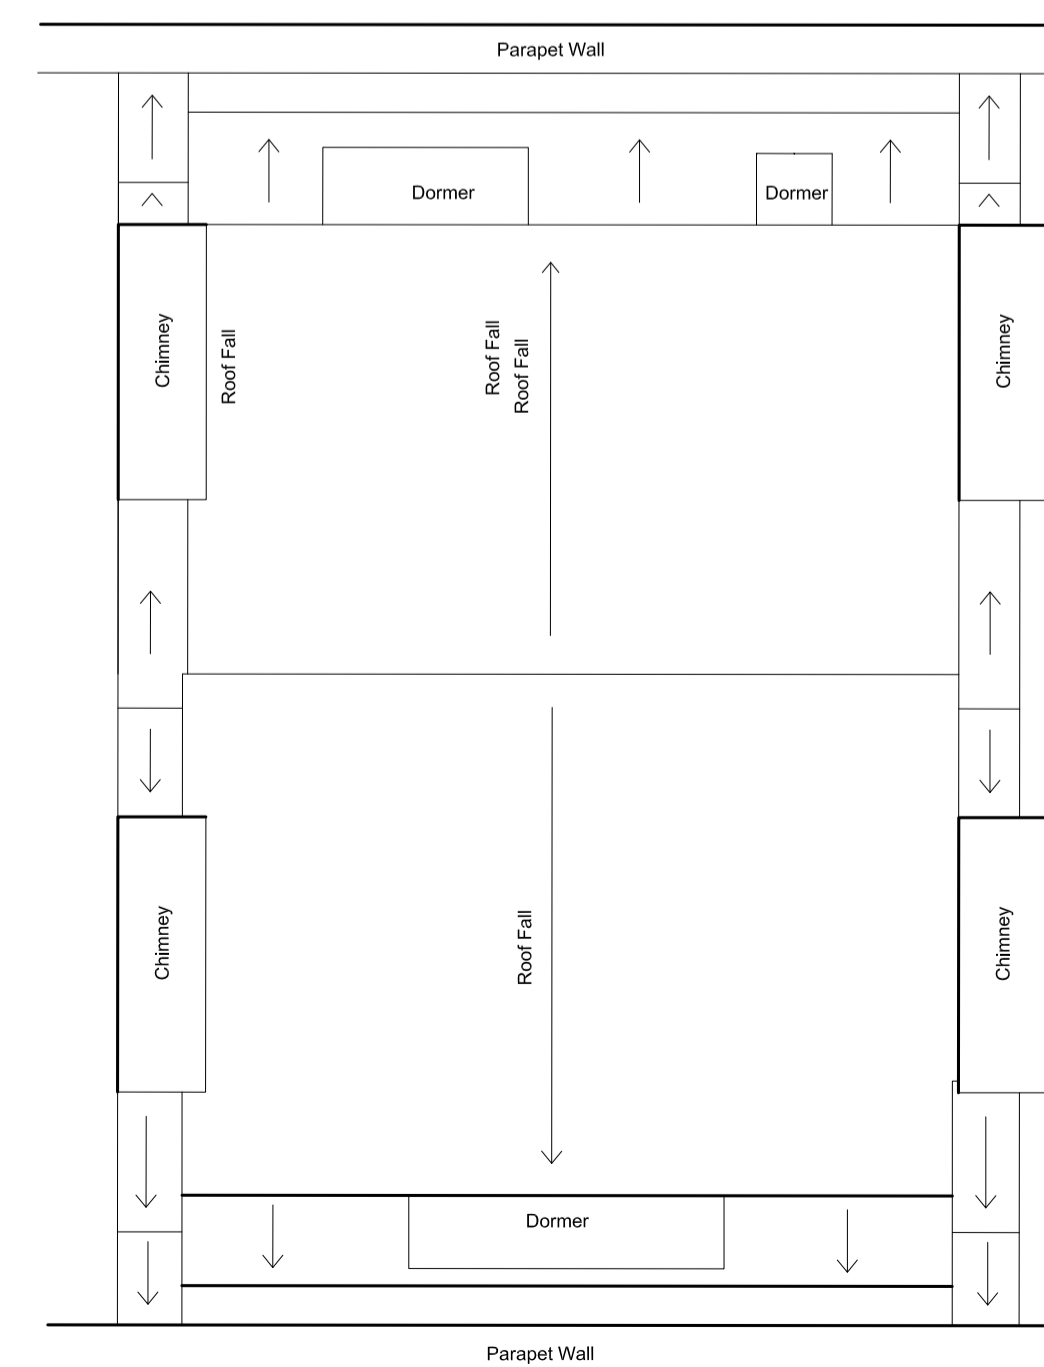 Parapet Wall
Dormer
Dormer
Chimney
Roof Fall
Roof Fall
Roof Fall
Chimney
Chimney
Roof Fall
Chimney
Dormer
Parapet Wall